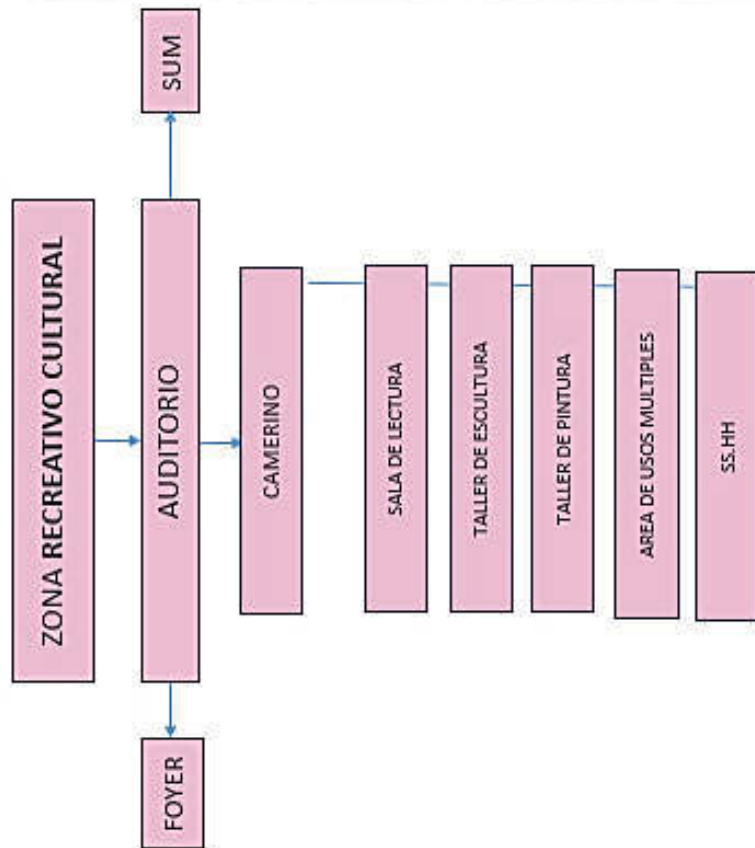 ZONA RECREATIVO CULTURAL
FOYER
AUDITORIO
SUM
CAMERINO
SALA DE LECTURA
TALLER DE ESCULTURA
TALLER DE PINTURA
AREA DE USOS MULTIPLES
SS.HH